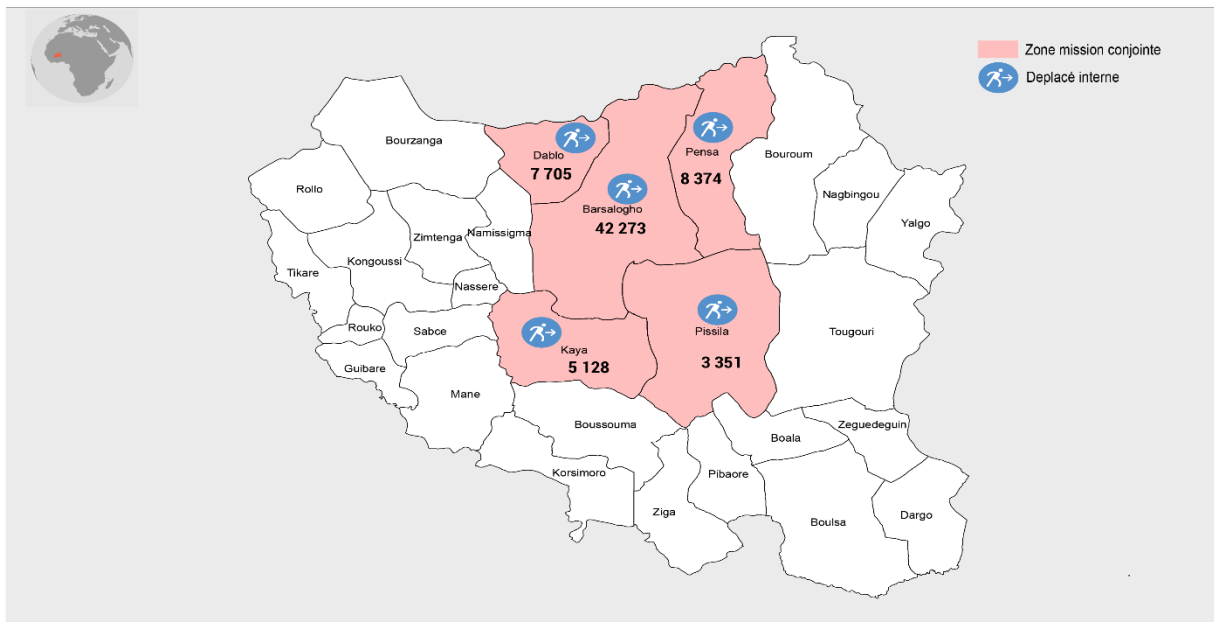 Zone mission conjointe
Deplacé interne
Bourzanga
Dablo
7 705
Pensa
8 374
Bouroum
Rollo
Nagbingou
Barsalogho
42 273
Yalgo
Zimtenga
Namissigma
Kongoussi
Tikare
Nassere
Rouko
Sabce
Pissila
3 351
Tougouri
Kaya
5 128
Guibare
Mane
Boussouma
Zeguedeguin
Boala
Korsimoro
Pibaore
Ziga
Boulsa
Dargo